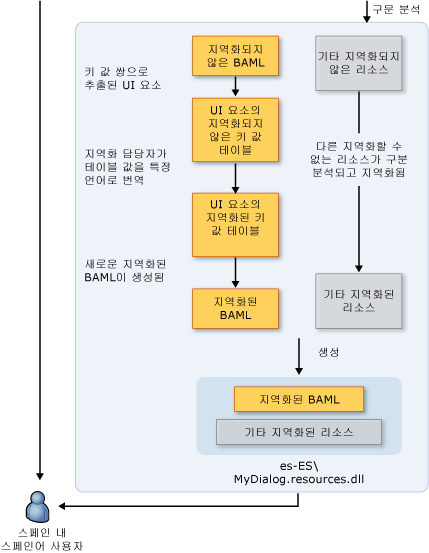 구문 분석
지역화되지
않은 BAML
기타 지역화되지
않은 리소스
키 값 쌍으로
추출된 UI 요소
UI 요소의
지역화되지
않은 키 값
테이블
지역화 담당자가
테이블 값을 특정
언어로 번역
다른 지역화할 수
없는 리소스가 구문
분석되고 지역화됨
UI 요소의
지역화된 키
값 테이블
새로운 지역화된
BAML이 생성됨
지역화된
BAML
기타 지역화된
리소스
생성
지역화된 BAML
기타 지역화된 리소스
es-ES\
MyDialog.resources.dll
스페인 내
스페인어 사용자